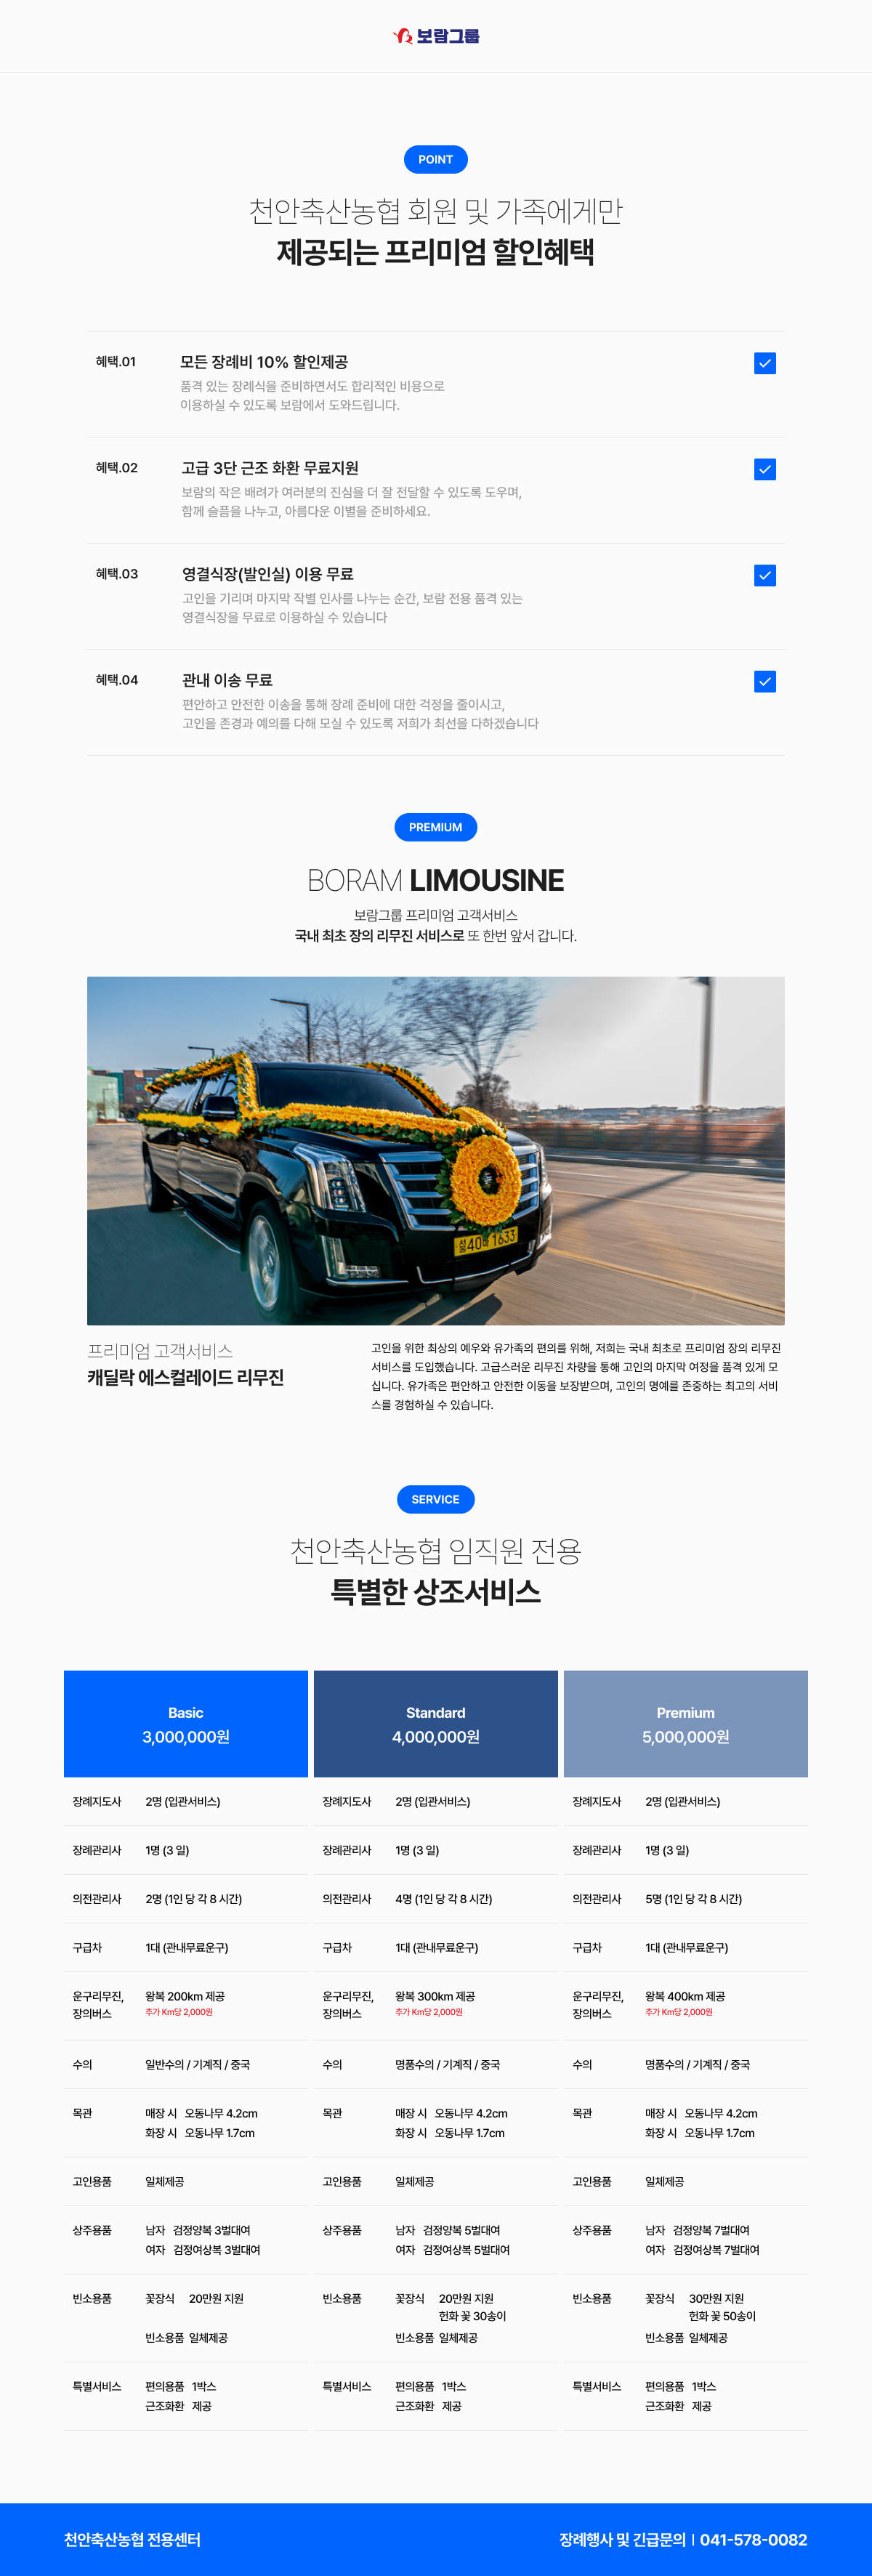 보람그룹
POINT
천안축산농협 회원 및 가족에게만
제공되는 프리미엄 할인혜택
혜택.01
모든 장례비 10% 할인제공
품격 있는 장례식을 준비하면서도 합리적인 비용으로
이용하실 수 있도록 보람에서 도와드립니다.
혜택.02
고급 3단 근조 화환 무료지원
보람의 작은 배려가 여러분의 진심을 더 잘 전달할 수 있도록 도우며,
함께 슬픔을 나누고, 아름다운 이별을 준비하세요.
혜택.03
영결식장(발인실) 이용 무료
고인을 기리며 마지막 작별 인사를 나누는 순간, 보람 전용 품격 있는
영결식장을 무료로 이용하실 수 있습니다
혜택.04
관내 이송 무료
편안하고 안전한 이송을 통해 장례 준비에 대한 걱정을 줄이시고,
고인을 존경과 예의를 다해 모실 수 있도록 저희가 최선을 다하겠습니다
PREMIUM
BORAM LIMOUSINE
보람그룹 프리미엄 고객서비스
국내 최초 장의 리무진 서비스로 또 한번 앞서 갑니다.
40바 1633
프리미엄 고객서비스
캐딜락 에스컬레이드 리무진
고인을 위한 최상의 예우와 유가족의 편의를 위해, 저희는 국내 최초로 프리미엄 장의 리무진
서비스를 도입했습니다. 고급스러운 리무진 차량을 통해 고인의 마지막 여정을 품격 있게 모
십니다. 유가족은 편안하고 안전한 이동을 보장받으며, 고인의 명예를 존중하는 최고의 서비
스를 경험하실 수 있습니다.
SERVICE
천안축산농협 임직원 전용
특별한 상조서비스
Basic
3,000,000원
장례지도사 2명 (입관서비스)
장례관리사 1명 (3 일)
의전관리사 2명 (1인 당 각 8 시간)
구급차 1대 (관내무료운구)
운구리무진, 왕복 200km 제공
장의버스 추가 Km당 2,000원
수의 일반수의 / 기계직 / 중국
목관 매장 시 오동나무 4.2cm
화장 시 오동나무 1.7cm
고인용품 일체제공
상주용품 남자 검정양복 3벌대여
여자 검정여상복 3벌대여
빈소용품 꽃장식 20만원 지원
빈소용품 일체제공
특별서비스 편의용품 1박스
근조화환 제공
Standard
4,000,000원
장례지도사 2명 (입관서비스)
장례관리사 1명 (3 일)
의전관리사 4명 (1인 당 각 8 시간)
구급차 1대 (관내무료운구)
운구리무진, 왕복 300km 제공
장의버스 추가 Km당 2,000원
수의 명품수의 / 기계직 / 중국
목관 매장 시 오동나무 4.2cm
화장 시 오동나무 1.7cm
고인용품 일체제공
상주용품 남자 검정양복 5벌대여
여자 검정여상복 5벌대여
빈소용품 꽃장식 20만원 지원
헌화 꽃 30송이
빈소용품 일체제공
특별서비스 편의용품 1박스
근조화환 제공
Premium
5,000,000원
장례지도사 2명 (입관서비스)
장례관리사 1명 (3 일)
의전관리사 5명 (1인 당 각 8 시간)
구급차 1대 (관내무료운구)
운구리무진, 왕복 400km 제공
장의버스 추가 Km당 2,000원
수의 명품수의 / 기계직 / 중국
목관 매장 시 오동나무 4.2cm
화장 시 오동나무 1.7cm
고인용품 일체제공
상주용품 남자 검정양복 7벌대여
여자 검정여상복 7벌대여
빈소용품 꽃장식 30만원 지원
헌화 꽃 50송이
빈소용품 일체제공
특별서비스 편의용품 1박스
근조화환 제공
천안축산농협 전용센터
장례행사 및 긴급문의 | 041-578-0082